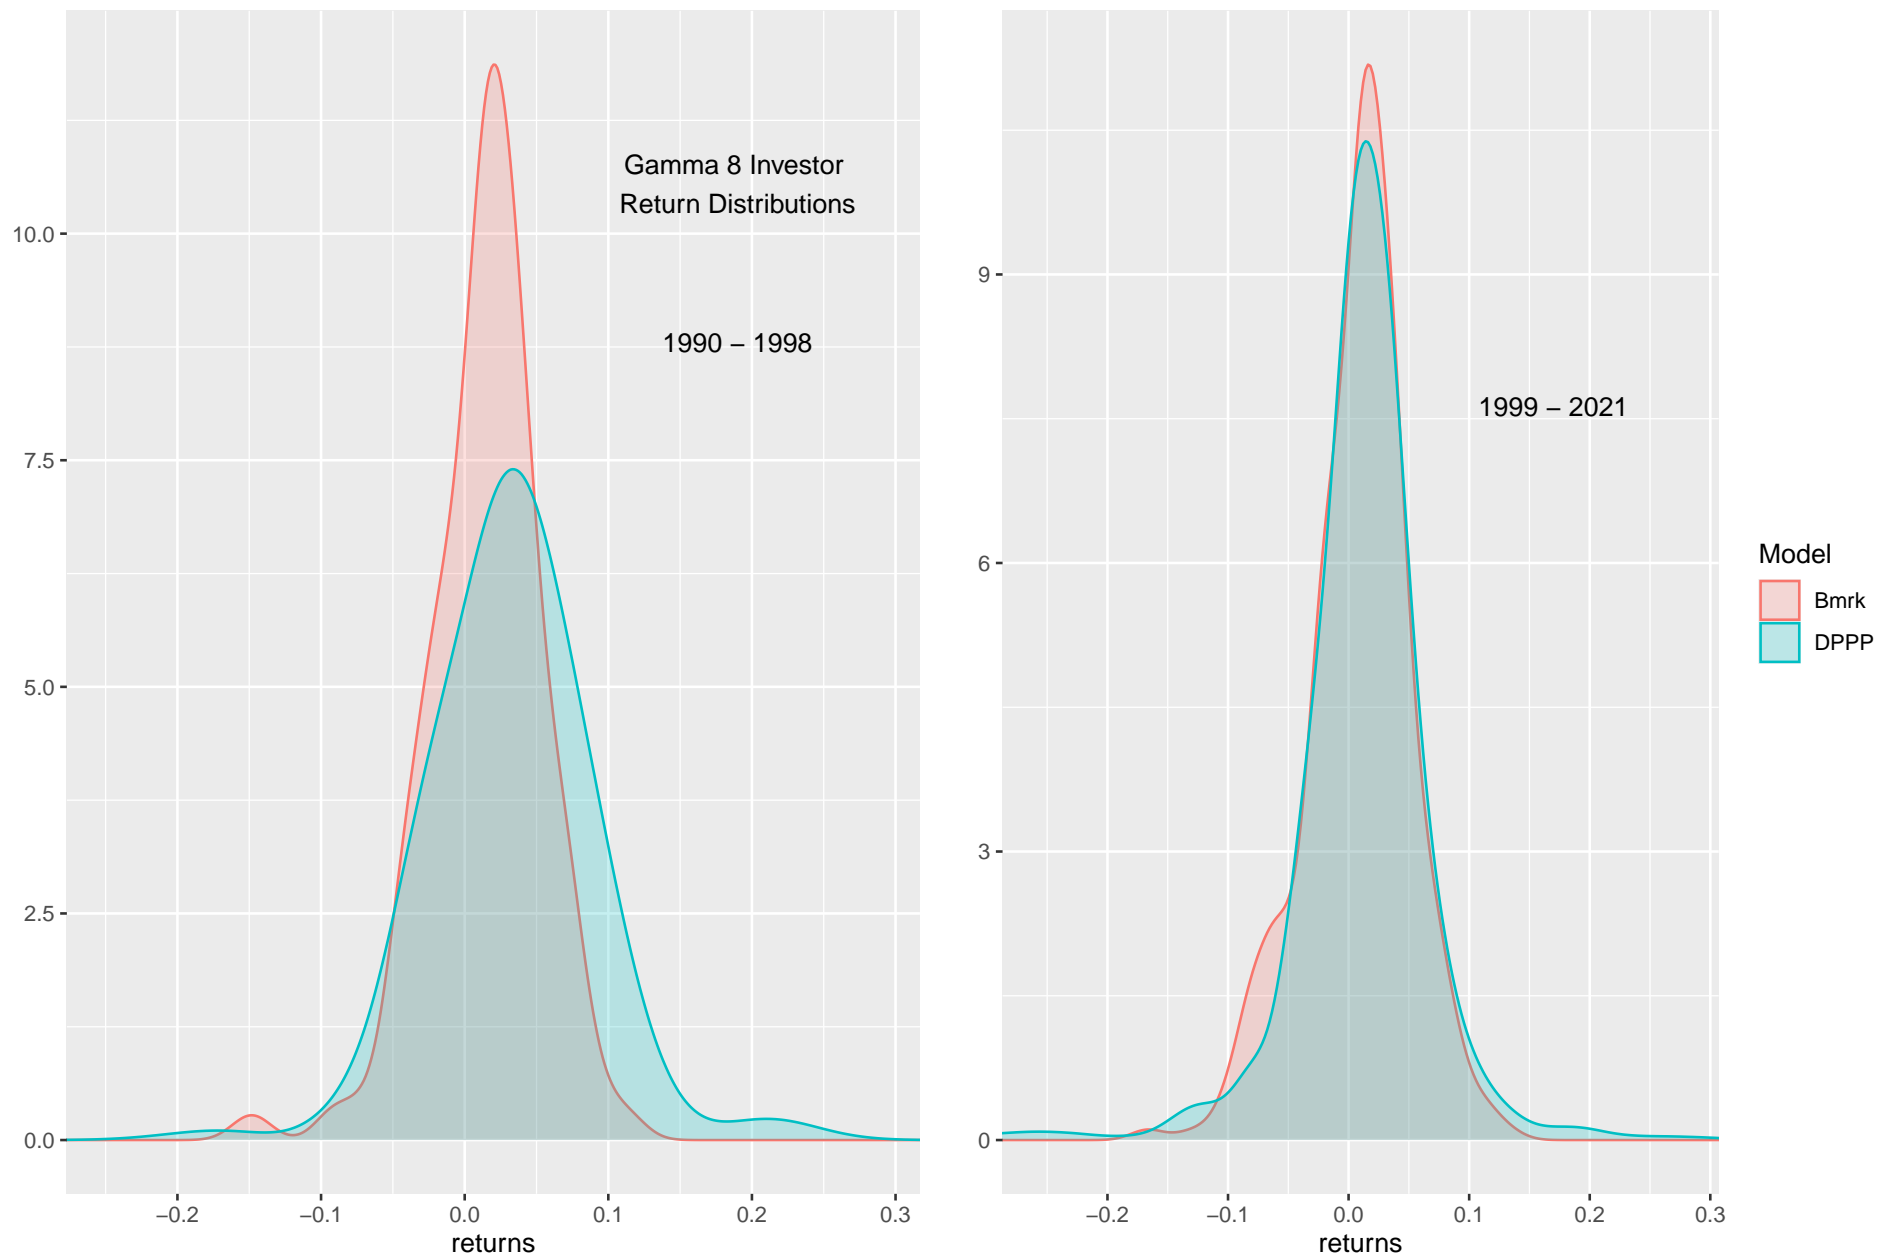 Gamma 8 Investor
Return Distributions
1990 – 1998
10.0
7.5
5.0
2.5
0.0
–0.2
–0.1
0.0
0.1
0.2
0.3
returns
1999 – 2021
9
6
3
0
–0.2
–0.1
0.0
0.1
0.2
0.3
returns
Model
Bmrk
DPPP